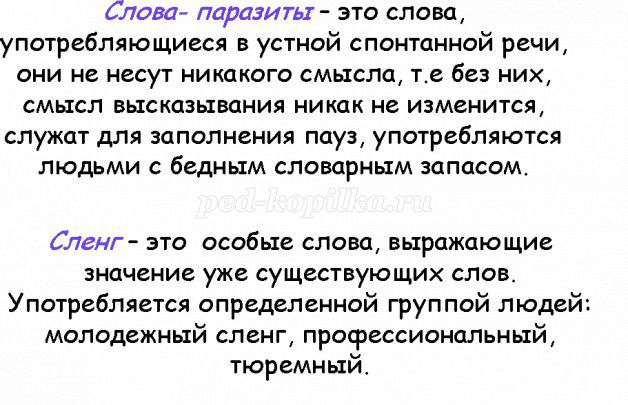 Слова- паразиты – это слова,
употребляющиеся в устной спонтанной речи,
они не несут никакого смысла, т.е без них,
смысл высказывания никак не изменится,
служат для заполнения пауз, употребляются
людьми с бедным словарным запасом.
ped-kopilka.ru
Сленг – это особые слова, выражающие
значение уже существующих слов.
Употребляется определенной группой людей:
молодежный сленг, профессиональный,
тюремный.